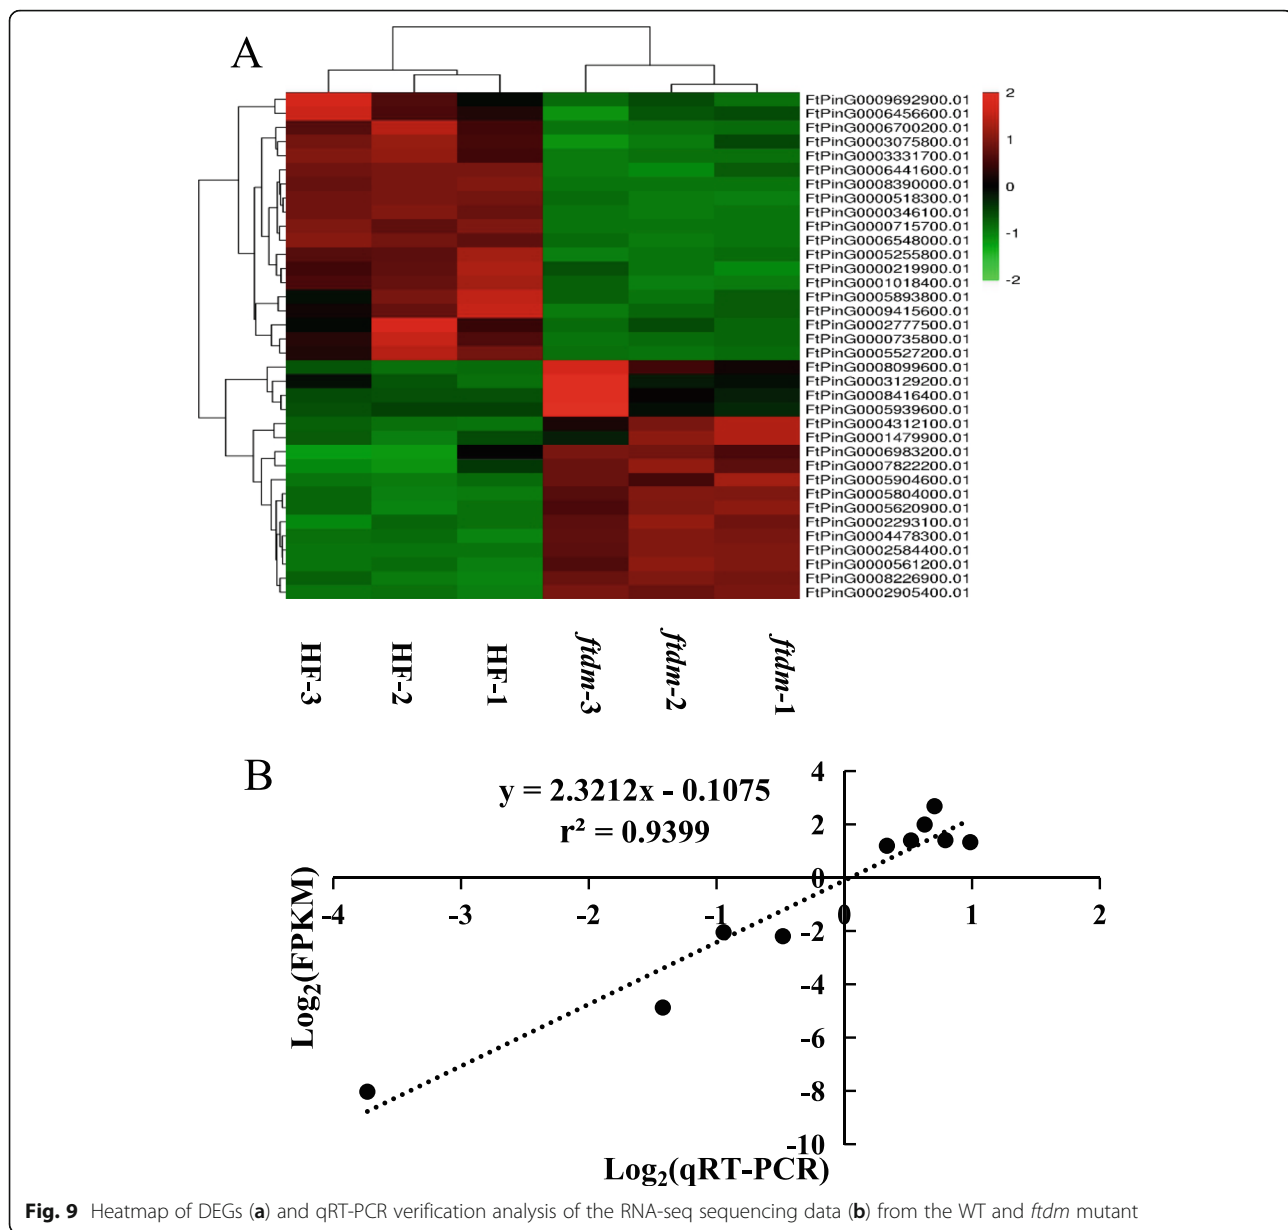 A
FtPinG0009692900.01
FtPinG0006456600.01
FtPinG0006700200.01
FtPinG0003075800.01
FtPinG0003331700.01
FtPinG0006441600.01
FtPinG0008390000.01
FtPinG0000518300.01
FtPinG0000346100.01
FtPinG0000715700.01
FtPinG0006548000.01
FtPinG0005255800.01
FtPinG0000219900.01
FtPinG0001018400.01
FtPinG0005893800.01
FtPinG0009415600.01
FtPinG0002777500.01
FtPinG0000735800.01
FtPinG0005527200.01
FtPinG0008099600.01
FtPinG0003129200.01
FtPinG0008416400.01
FtPinG0005939600.01
FtPinG0004312100.01
FtPinG0001479900.01
FtPinG0006983200.01
FtPinG0007822200.01
FtPinG0005904600.01
FtPinG0005804000.01
FtPinG0005620900.01
FtPinG0002293100.01
FtPinG0004478300.01
FtPinG0002584400.01
FtPinG0000561200.01
FtPinG0008226900.01
FtPinG0002905400.01
2
1
0
-1
-2
HF-3
HF-2
HF-1
ftdm-3
ftdm-2
ftdm-1
B
y = 2.3212x - 0.1075
r² = 0.9399
4
2
0
-2
-4
-6
-8
-10
-4
-3
-2
-1
0
1
2
Log₂(FPKM)
Log₂(qRT-PCR)
Fig. 9 Heatmap of DEGs (a) and qRT-PCR verification analysis of the RNA-seq sequencing data (b) from the WT and ftdm mutant